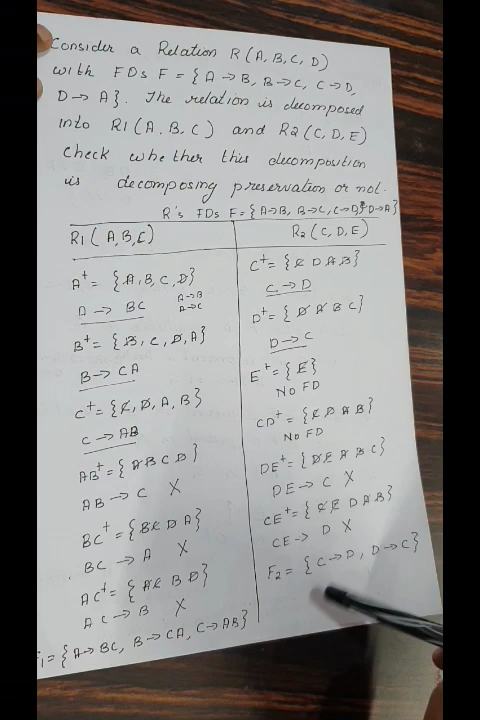 Consider a Relation R(A, B, C, D)
with FDs F = { A → B, B → C, C → D,
D → A }. The relation is decomposed
into R1 (A, B, C) and R2 (C, D, E)
Check whether this decomposition
is decomposing preservation or not.
R's FDs F = { A→B, B→C, C→D, D→A}
R1 ( A, B, C )
A+ = { A, B, C, D }
A → BC
A→B
A→C
B+ = { B, C, D, A }
B → CA
C+ = { C, D, A, B }
C → AB
AB+ = { A B C D }
AB → C X
BC+ = { B C D A }
BC → A X
AC+ = { A C B D }
AC → B X
F1 = { A→ BC, B → CA, C→ AB }
R2 ( C, D, E )
C+ = { C D A B }
C → D
D+ = { D A B C }
D → C
E+ = { E }
NO FD
CD+ = { C D A B }
NO FD
DE+ = { D E A B C }
DE → C X
CE+ = { C E D A B }
CE → D X
F2 = { C → D , D → C }